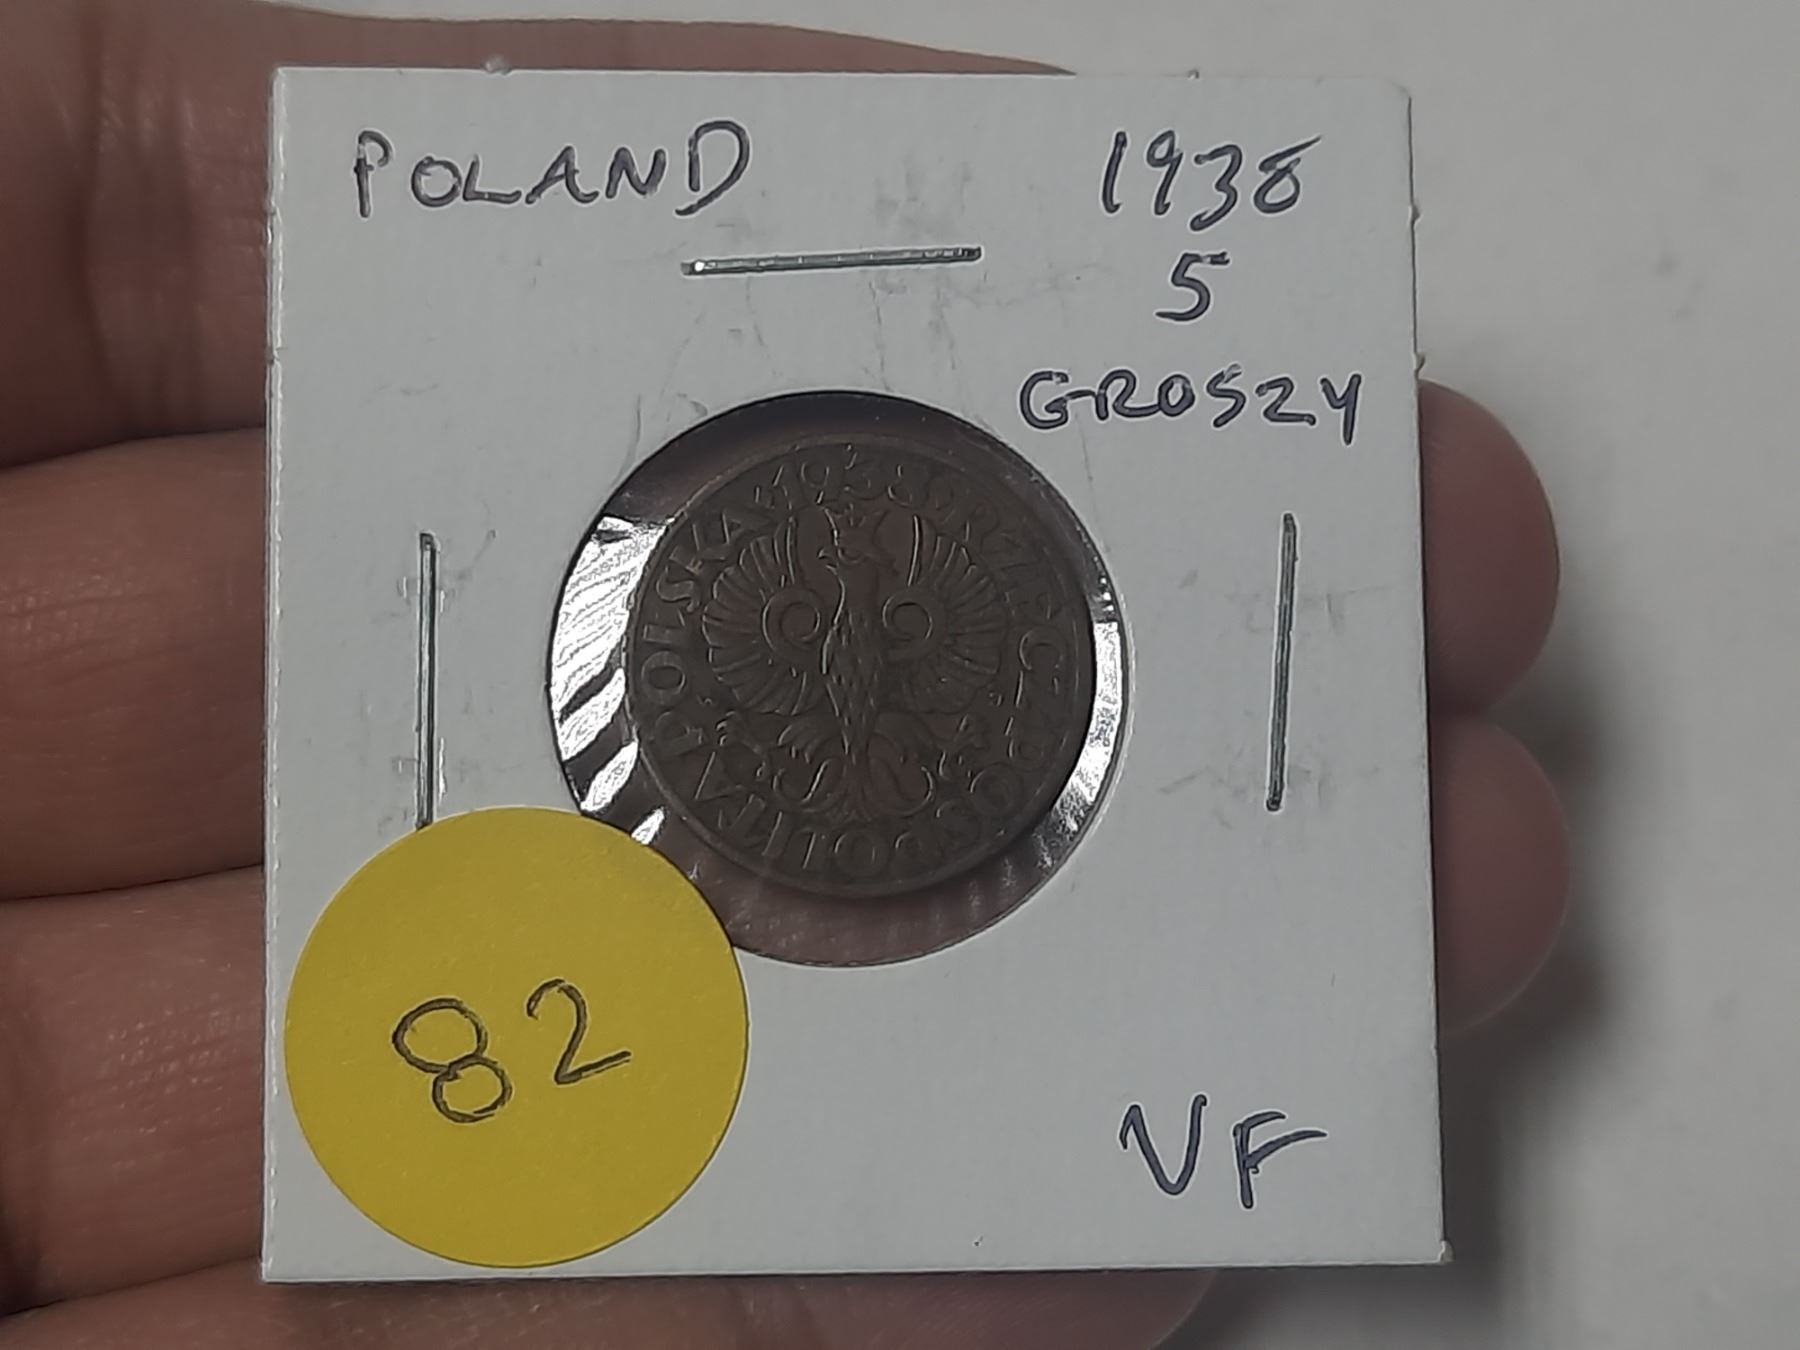 POLAND
1938
5
GROSZY
1938 RZECZPOSPOLITA POLSKA
82
VF